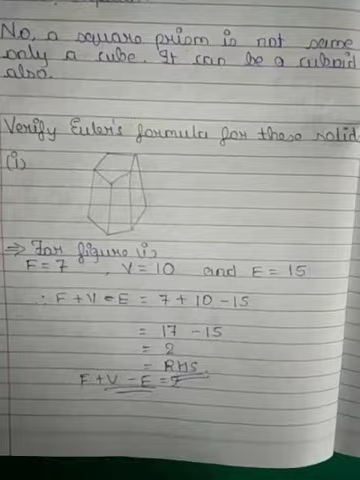 No, a square prism is not same
only a cube. It can be a cuboid
also.
Verify Euler's formula for these solid
(i)
⇒ For figure (i),
F = 7 , V = 10 and E = 15
∴ F + V - E = 7 + 10 - 15
= 17 - 15
= 2
= RHS.
F + V - E = 2